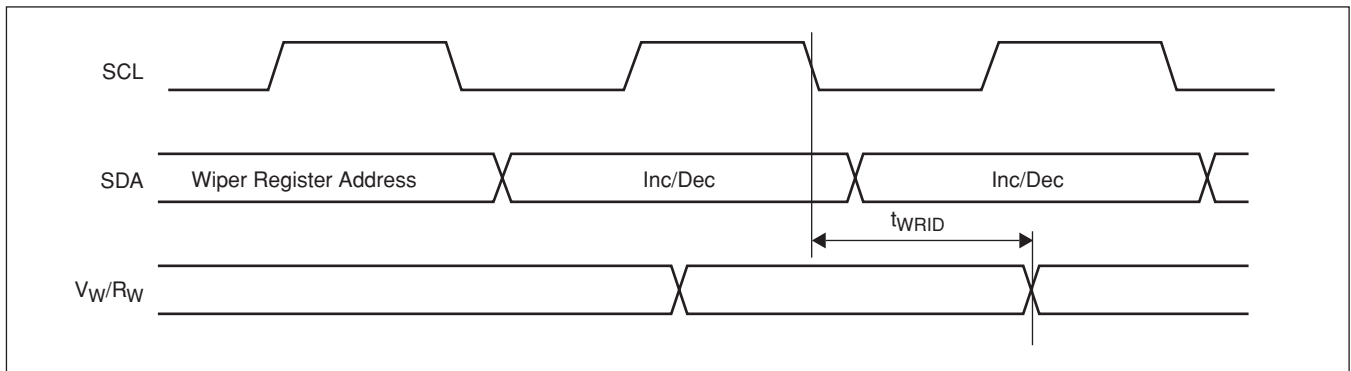 SCL
SDA
Wiper Register Address
Inc/Dec
Inc/Dec
tWRID
VW/RW